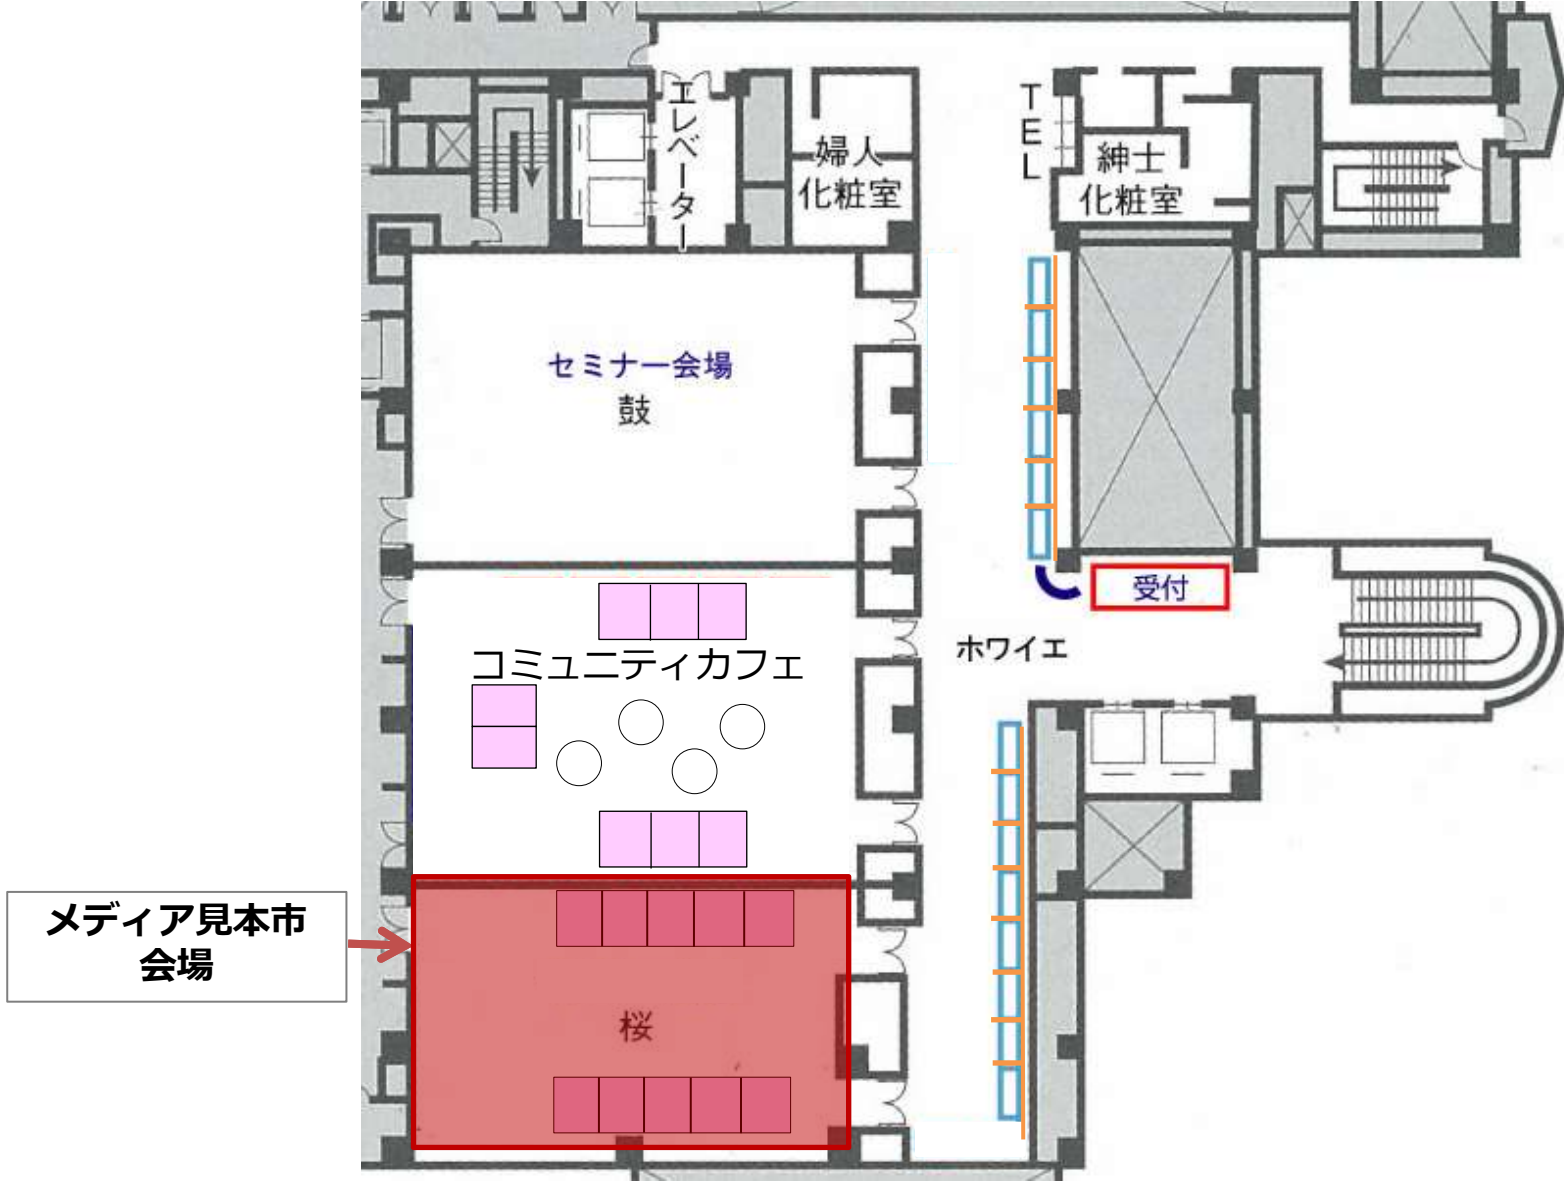 エレベーター
婦人
化粧室
TEL
紳士
化粧室
セミナー会場
鼓
受付
ホワイエ
コミュニティカフェ
メディア見本市
会場
桜